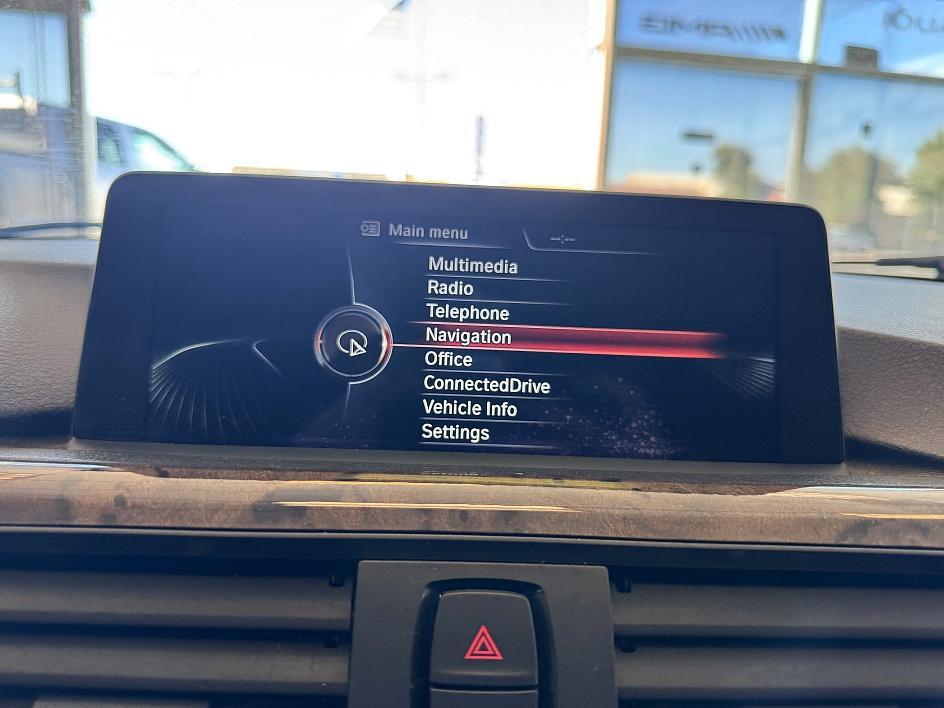 Main menu
--:--
Multimedia
Radio
Telephone
Navigation
Office
ConnectedDrive
Vehicle Info
Settings